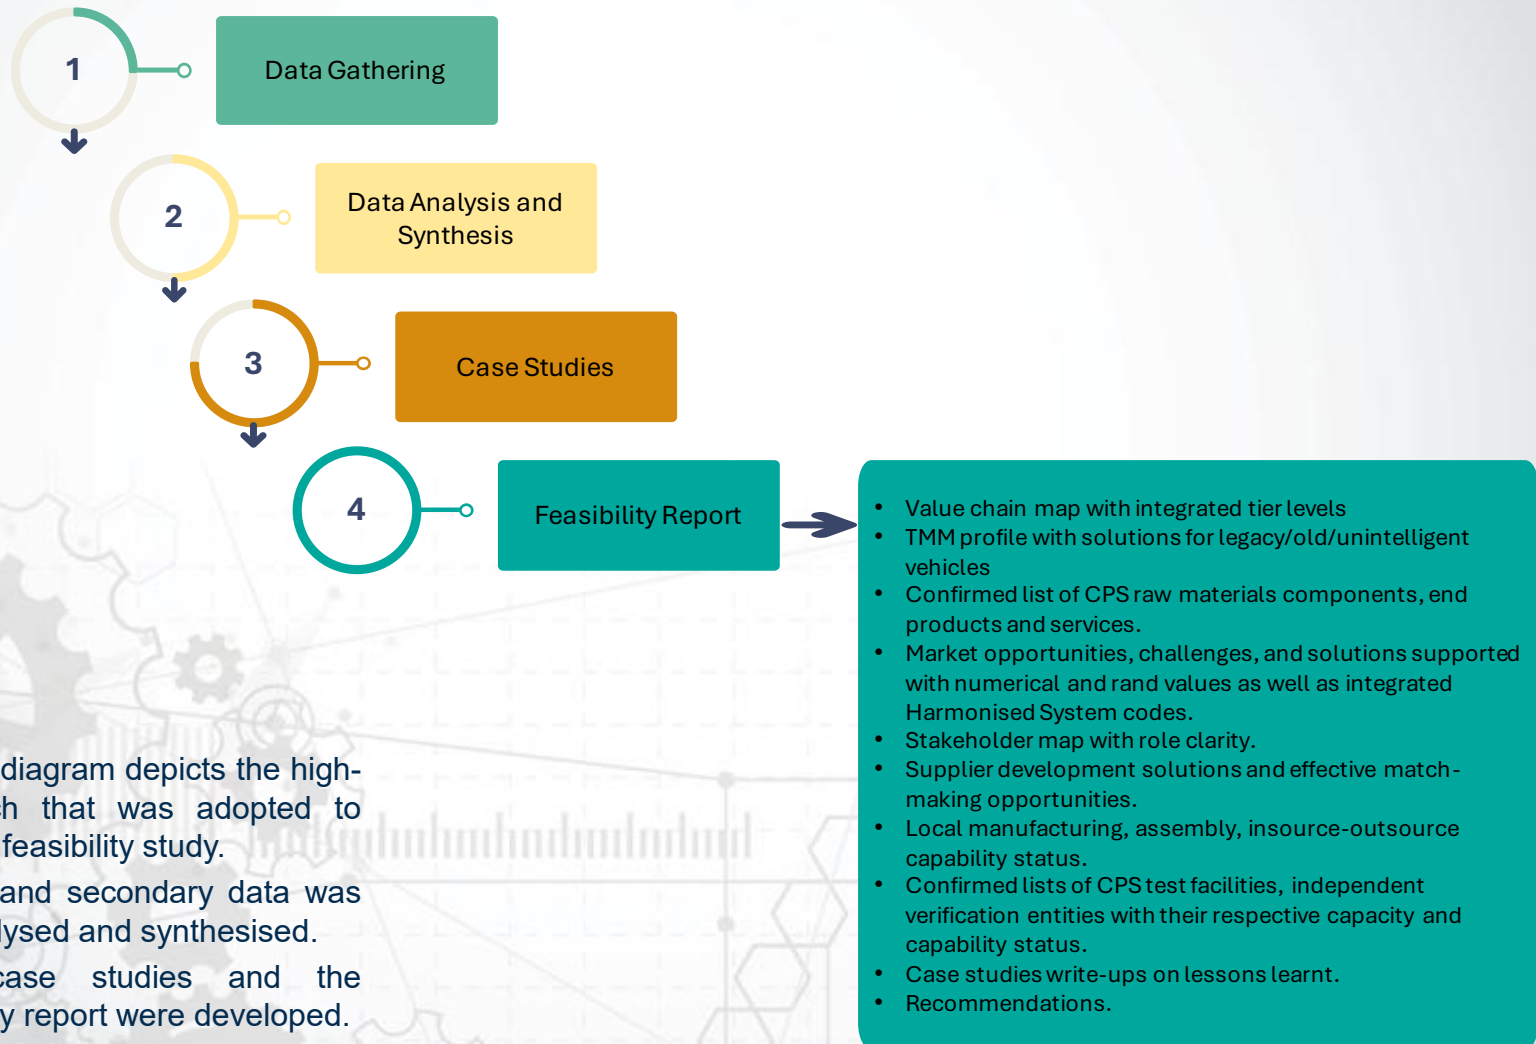 1
Data Gathering
2
Data Analysis and
Synthesis
3
Case Studies
4
Feasibility Report
• Value chain map with integrated tier levels
• TMM profile with solutions for legacy/old/unintelligent
vehicles
• Confirmed list of CPS raw materials components, end
products and services.
• Market opportunities, challenges, and solutions supported
with numerical and rand values as well as integrated
Harmonised System codes.
• Stakeholder map with role clarity.
• Supplier development solutions and effective match-
making opportunities.
• Local manufacturing, assembly, insource-outsource
capability status.
• Confirmed lists of CPS test facilities, independent
verification entities with their respective capacity and
capability status.
• Case studies write-ups on lessons learnt.
• Recommendations.
diagram depicts the high-
that was adopted to
feasibility study.
and secondary data was
and synthesised.
case studies and the
report were developed.